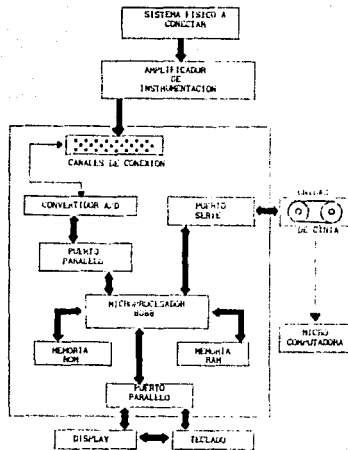 SISTEMA FISICO A
CONECTAR
AMPLIFICADOR
DE
INSTRUMENTACION
CANALES DE CONEXION
CONVERTIDOR A/D
PUERTO
PARALELO
PUERTO
SERIE
UNIDAD
DE CINTA
MICROPROCESADOR
8088
MEMORIA
ROM
MEMORIA
RAM
MICRO
COMPUTADORA
PUERTO
PARALELO
DISPLAY
TECLADO